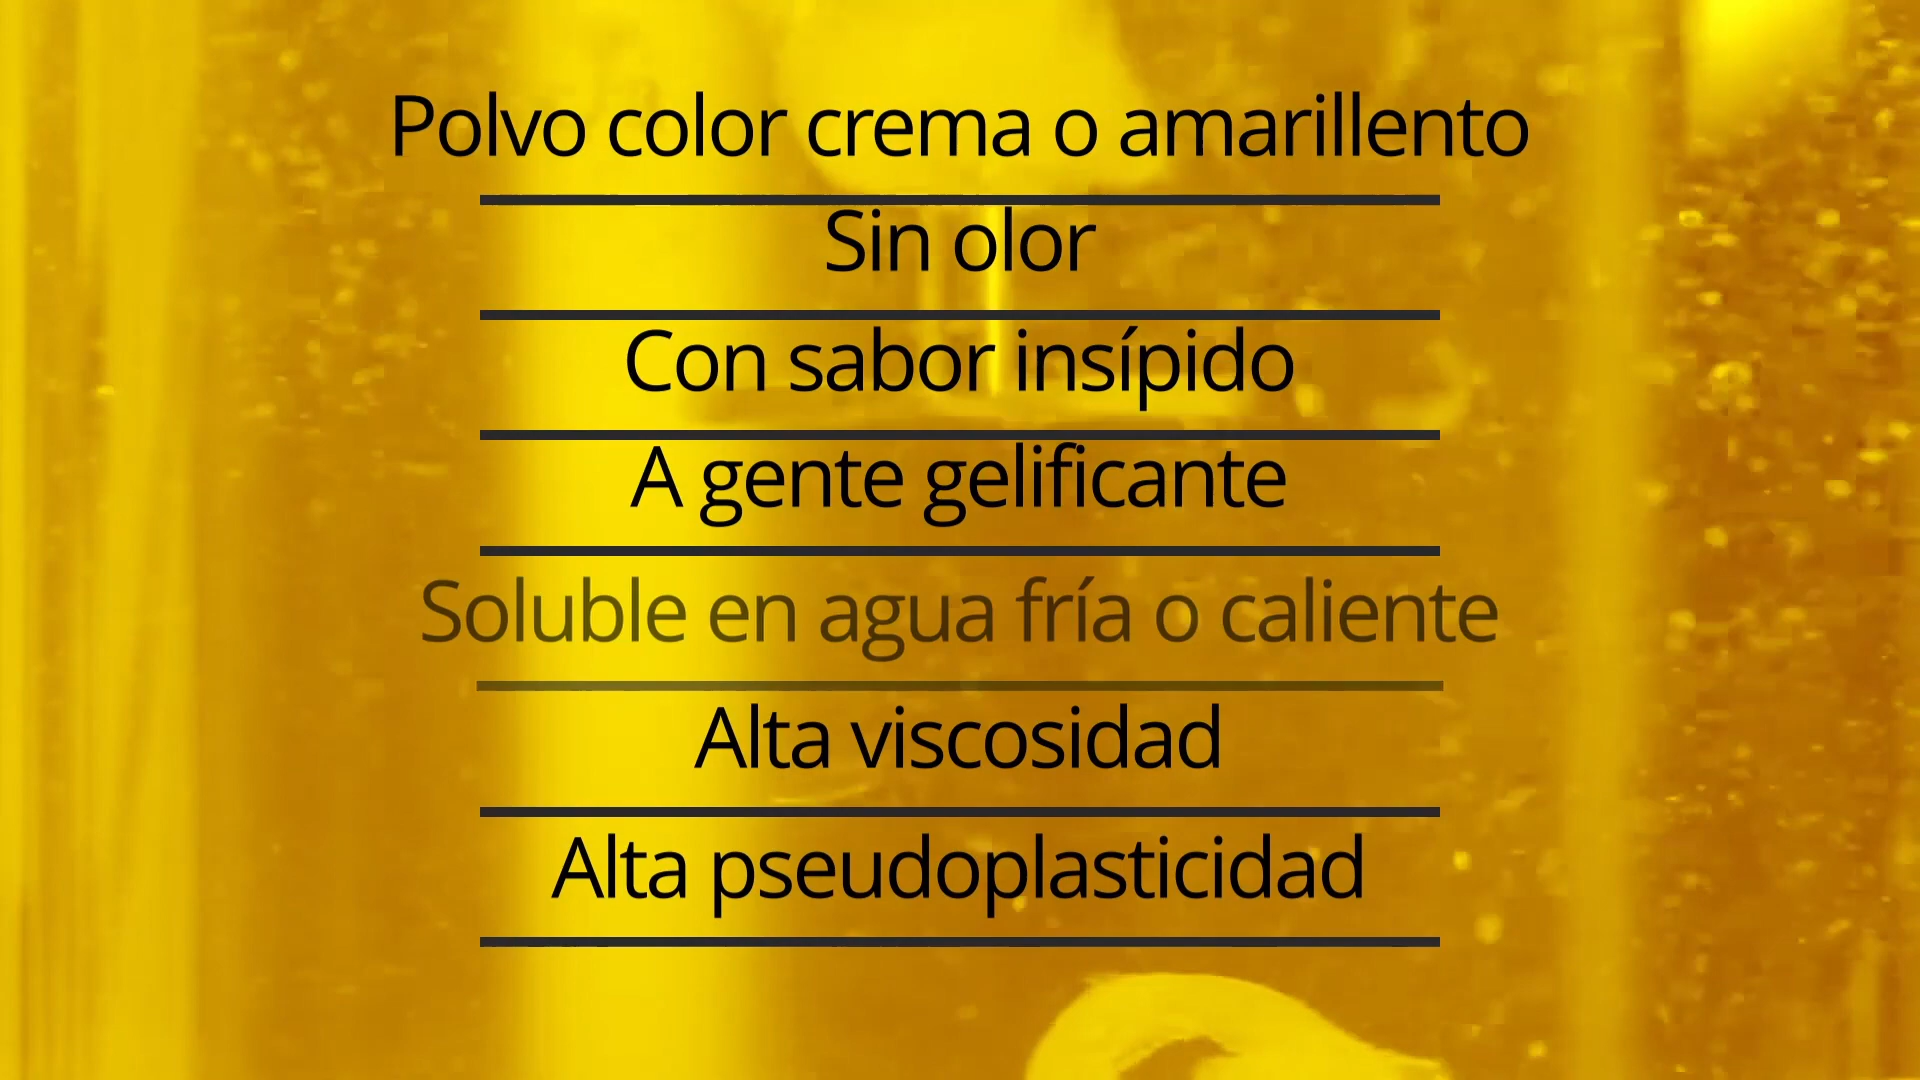 Polvo color crema o amarillento
Sin olor
Con sabor insípido
A gente gelificante
Soluble en agua fría o caliente
Alta viscosidad
Alta pseudoplasticidad